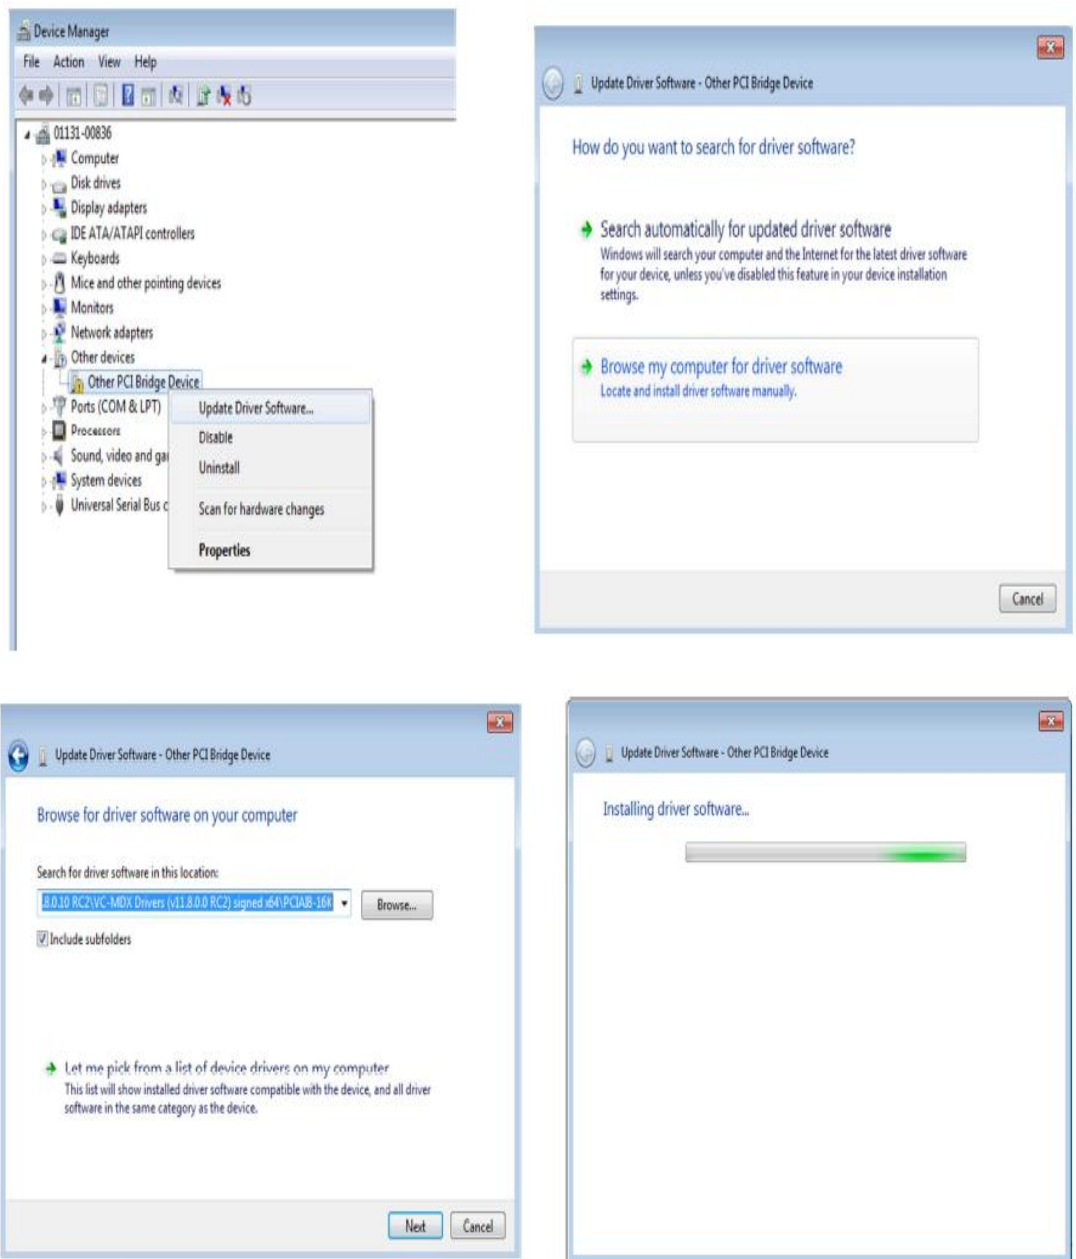 Device Manager
File Action View Help
01131-00836
Computer
Disk drives
Display adapters
IDE ATA/ATAPI controllers
Keyboards
Mice and other pointing devices
Monitors
Network adapters
Other devices
Other PCI Bridge Device
Ports (COM & LPT)
Processors
Sound, video and ga
System devices
Universal Serial Bus c
Update Driver Software...
Disable
Uninstall
Scan for hardware changes
Properties
Update Driver Software - Other PCI Bridge Device
How do you want to search for driver software?
Search automatically for updated driver software
Windows will search your computer and the Internet for the latest driver software
for your device, unless you've disabled this feature in your device installation
settings.
Browse my computer for driver software
Locate and install driver software manually.
Cancel
Update Driver Software - Other PCI Bridge Device
Browse for driver software on your computer
Search for driver software in this location:
.8.0.10 RC2\VC-MDX Drivers (v11.8.0.0 RC2) signed x64\PCIAI8-16K
Browse...
Include subfolders
Let me pick from a list of device drivers on my computer
This list will show installed driver software compatible with the device, and all driver
software in the same category as the device.
Next Cancel
Update Driver Software - Other PCI Bridge Device
Installing driver software...